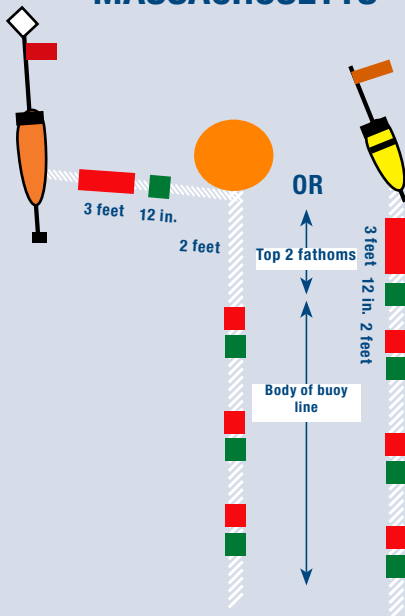 MASSACHUSETTS
OR
3 feet 12 in.
2 feet
Top 2 fathoms
Body of buoy
line
3 feet 12 in. 2 feet